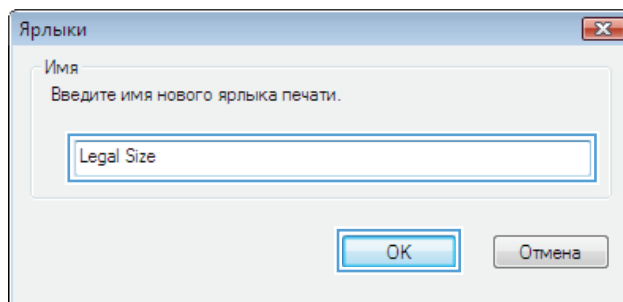 Ярлыки
Имя
Введите имя нового ярлыка печати.
Legal Size
OK
Отмена